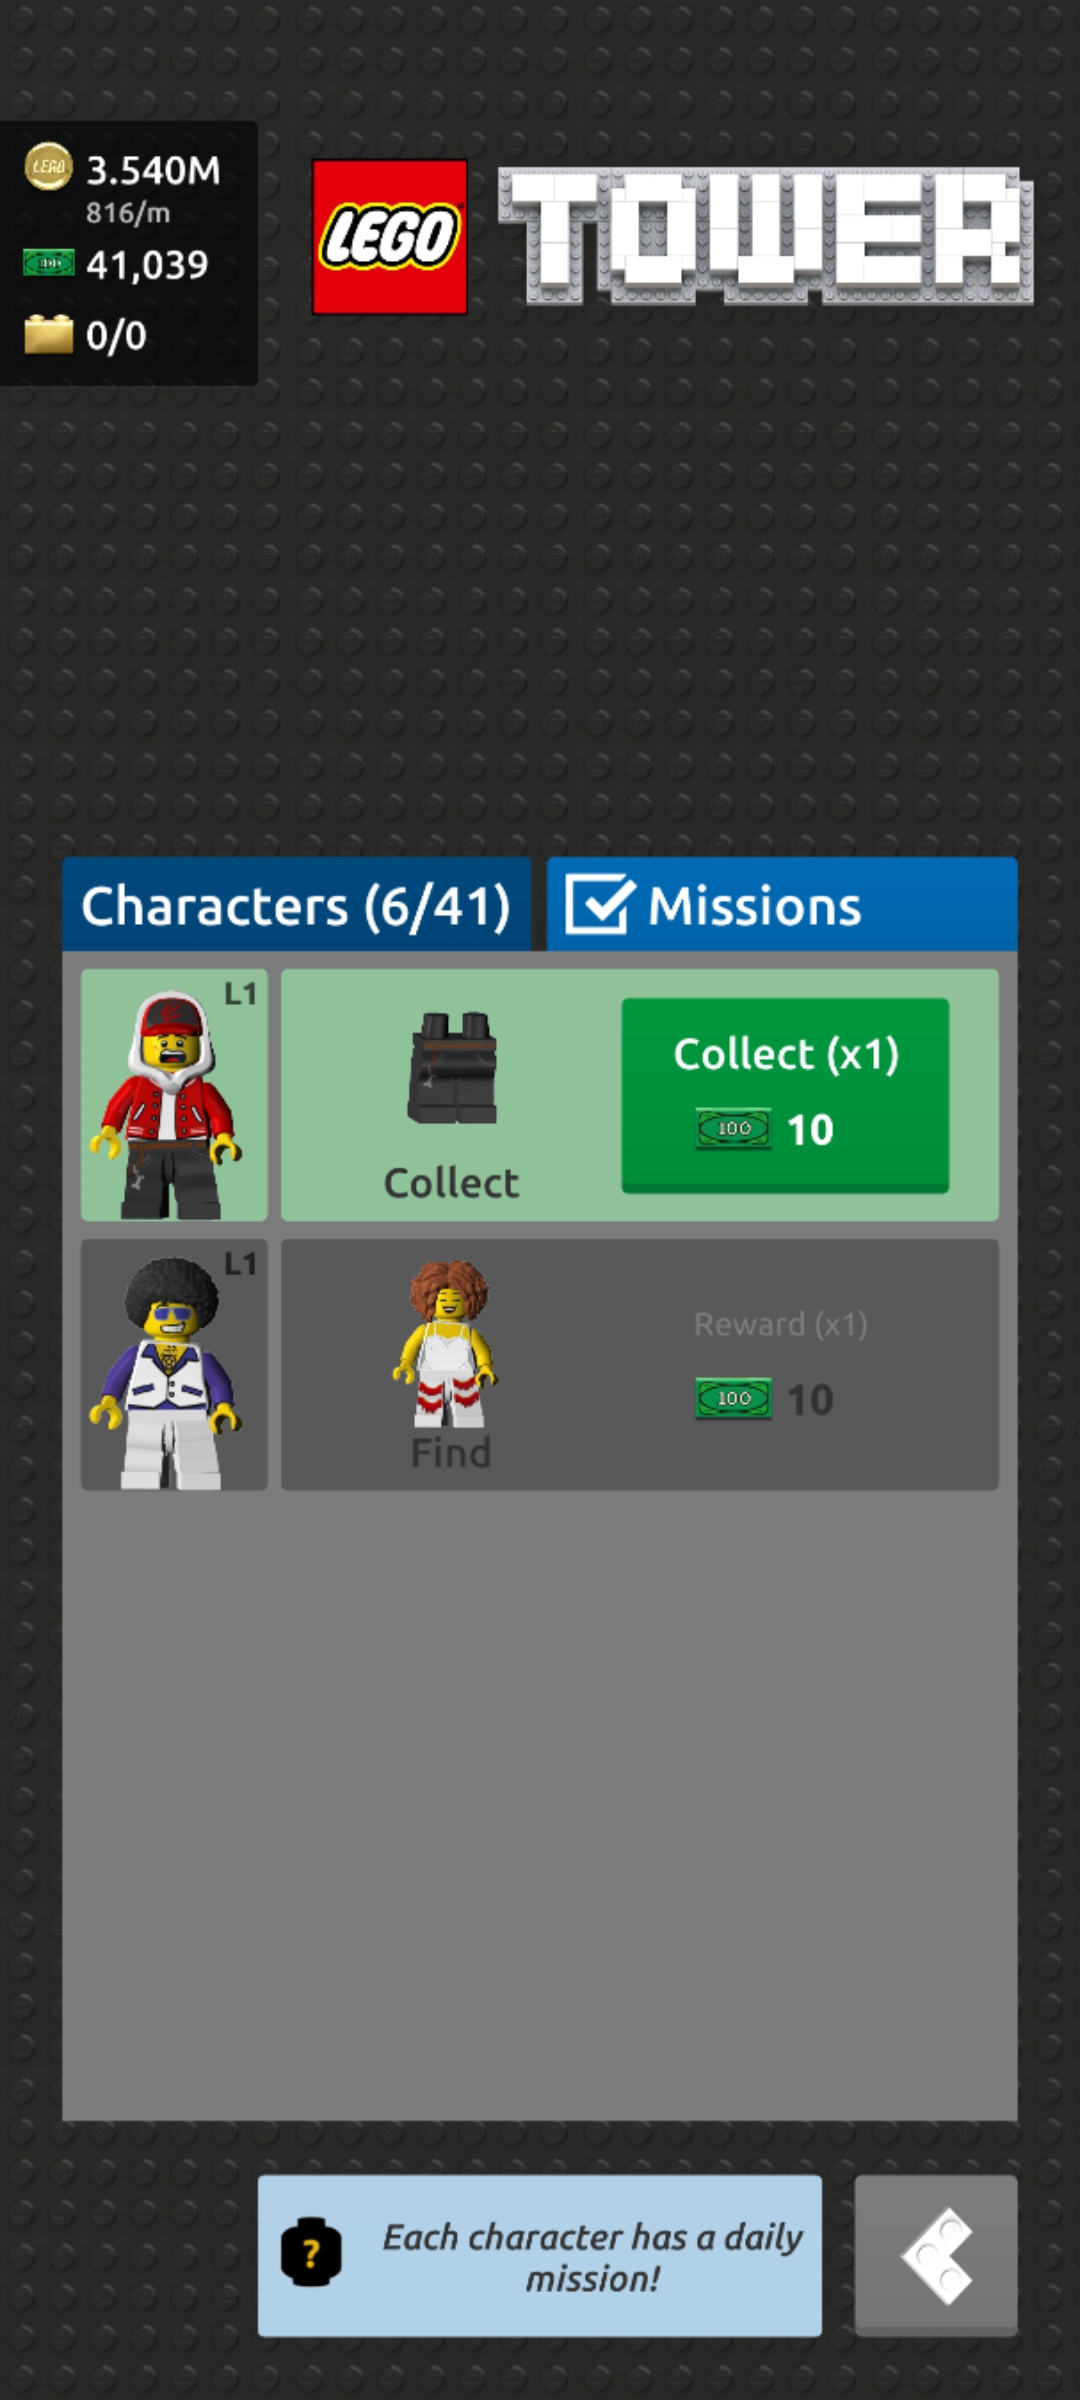 LEGO
3.540M
816/m
100
41,039
0/0
LEGO
TOWER
Characters (6/41)
Missions
L1
Collect
Collect (x1)
100
10
L1
Find
Reward (x1)
100
10
?
Each character has a daily
mission!